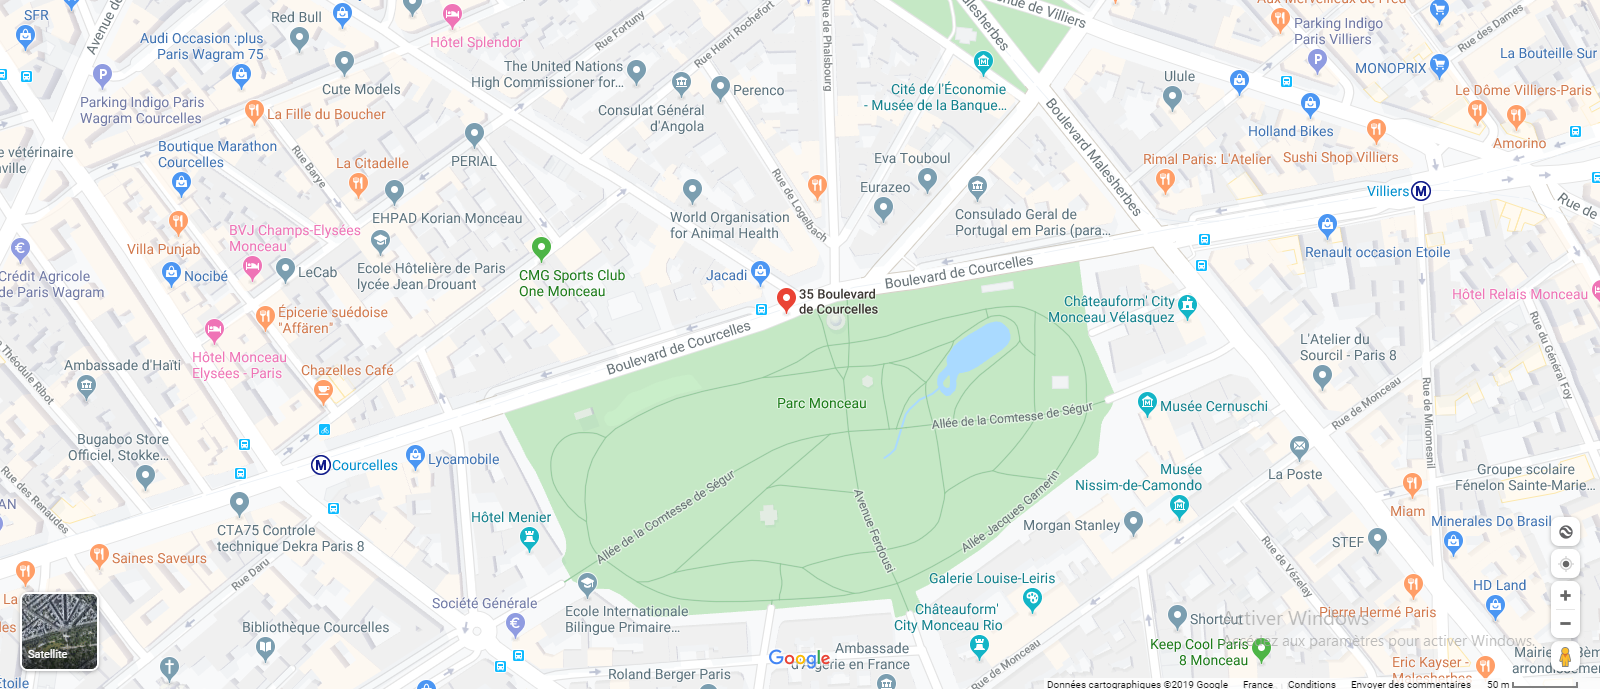 SFR
Avenue de
Red Bull
Audi Occasion :plus
Paris Wagram 75
Hôtel Splendor
Rue Fortuny
Rue Henri Rochefort
Rue de Phalsbourg
Malesherbes
Avenue de Villiers
Aux Merveilleux de Fred
Parking Indigo
Paris Villiers
Rue des Dames
La Bouteille Sur
MONOPRIX
P
Parking Indigo Paris
Wagram Courcelles
Cute Models
The United Nations
High Commissioner for...
Perenco
Consulat Général
d'Angola
Cité de l'Économie
- Musée de la Banque...
Ulule
P
Le Dôme Villiers-Paris
La Fille du Boucher
Boulevard Malesherbes
Holland Bikes
Amorino
e vétérinaire
nville
Boutique Marathon
Courcelles
Rue Barye
La Citadelle
PERIAL
Rue de Logelbach
Eva Touboul
Eurazeo
Rimal Paris: L'Atelier
Sushi Shop Villiers
Villiers
M
Rue de
EHPAD Korian Monceau
World Organisation
for Animal Health
Consulado Geral de
Portugal em Paris (para...
Villa Punjab
BVJ Champs-Elysées
Monceau
€
Crédit Agricole
de Paris Wagram
Nocibé
LeCab
Ecole Hôtelière de Paris
lycée Jean Drouant
CMG Sports Club
One Monceau
Jacadi
Boulevard de Courcelles
Renault occasion Etoile
35 Boulevard
de Courcelles
Châteauform' City
Monceau Vélasquez
Hôtel Relais Monceau
Épicerie suédoise
"Affären"
Boulevard de Courcelles
Hôtel Monceau
Elysées - Paris
L'Atelier du
Sourcil - Paris 8
Rue du Général Foy
Rue Théodule Ribot
Ambassade d'Haïti
Chazelles Café
Parc Monceau
Allée de la Comtesse de Ségur
Musée Cernuschi
Rue de Monceau
Rue de Miromesnil
Bugaboo Store
Officiel, Stokke...
M
Courcelles
Lycamobile
Rue des Renaudes
Allée de la Comtesse de Ségur
Avenue Ferdousi
Allée Jacques Garnerin
Musée
Nissim-de-Camondo
La Poste
Groupe scolaire
Fénelon Sainte-Marie...
AN
CTA75 Controle
technique Dekra Paris 8
Hôtel Menier
Morgan Stanley
Miam
Minerales Do Brasil
STEF
Saines Saveurs
Rue Daru
Rue de Vézelay
Galerie Louise-Leiris
HD Land
La
les
Société Générale
€
Ecole Internationale
Bilingue Primaire...
Châteauform'
City Monceau Rio
Shortcut
Pierre Hermé Paris
Activer Windows
Accédez aux paramètres pour activer Windows.
Bibliothèque Courcelles
Satellite
Google
Ambassade
d'Algérie en France
Rue de Monceau
Keep Cool Paris
8 Monceau
Eric Kayser -
Malesherbes
Mairie
8èm
arrondissem
Etoile
Roland Berger Paris
Données cartographiques ©2019 Google
France
Conditions
Envoyer des commentaires
50 m